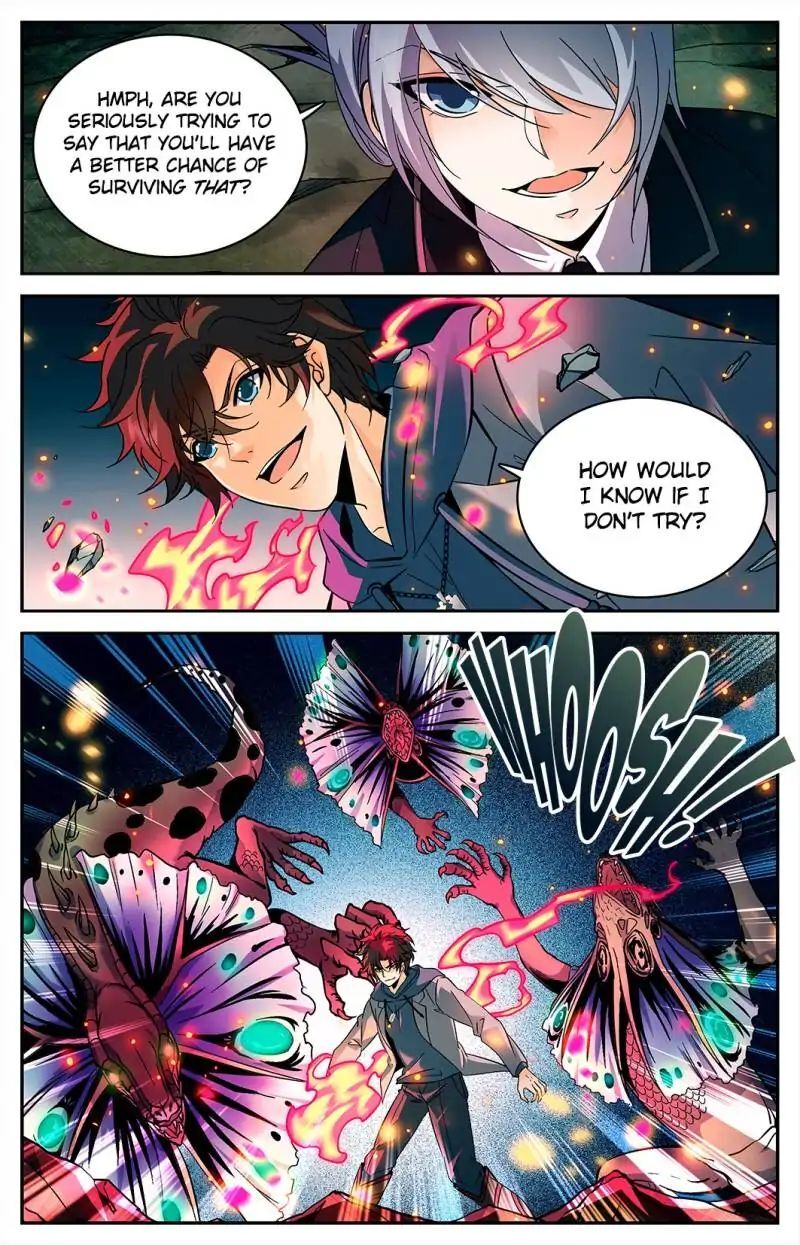 HMPH, ARE YOU
SERIOUSLY TRYING TO
SAY THAT YOU'LL HAVE
A BETTER CHANCE OF
SURVIVING THAT?
HOW WOULD
I KNOW IF I
DON'T TRY?
WHOOSH!